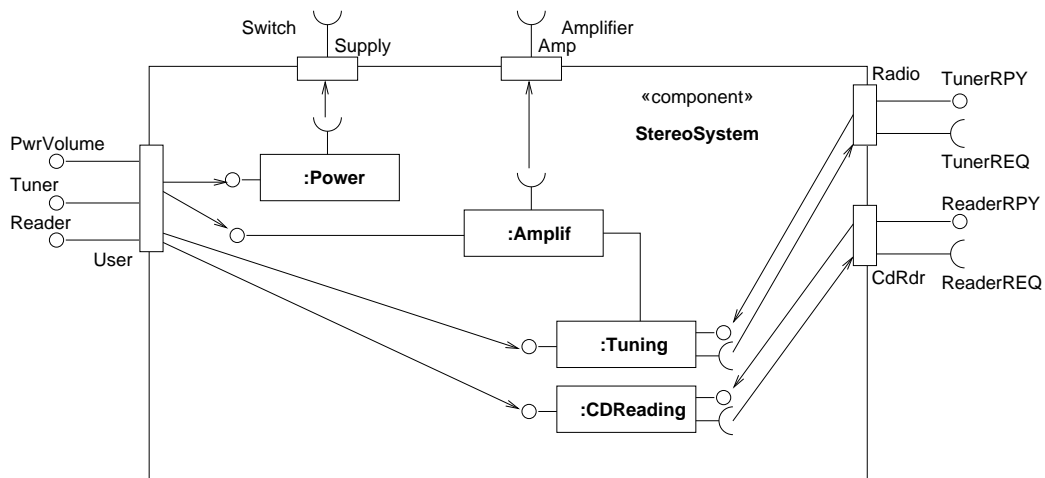 Switch
Supply
Amplifier
Amp
«component»
StereoSystem
Radio
TunerRPY
TunerREQ
PwrVolume
Tuner
Reader
User
:Power
:Amplif
ReaderRPY
CdRdr
ReaderREQ
:Tuning
:CDReading